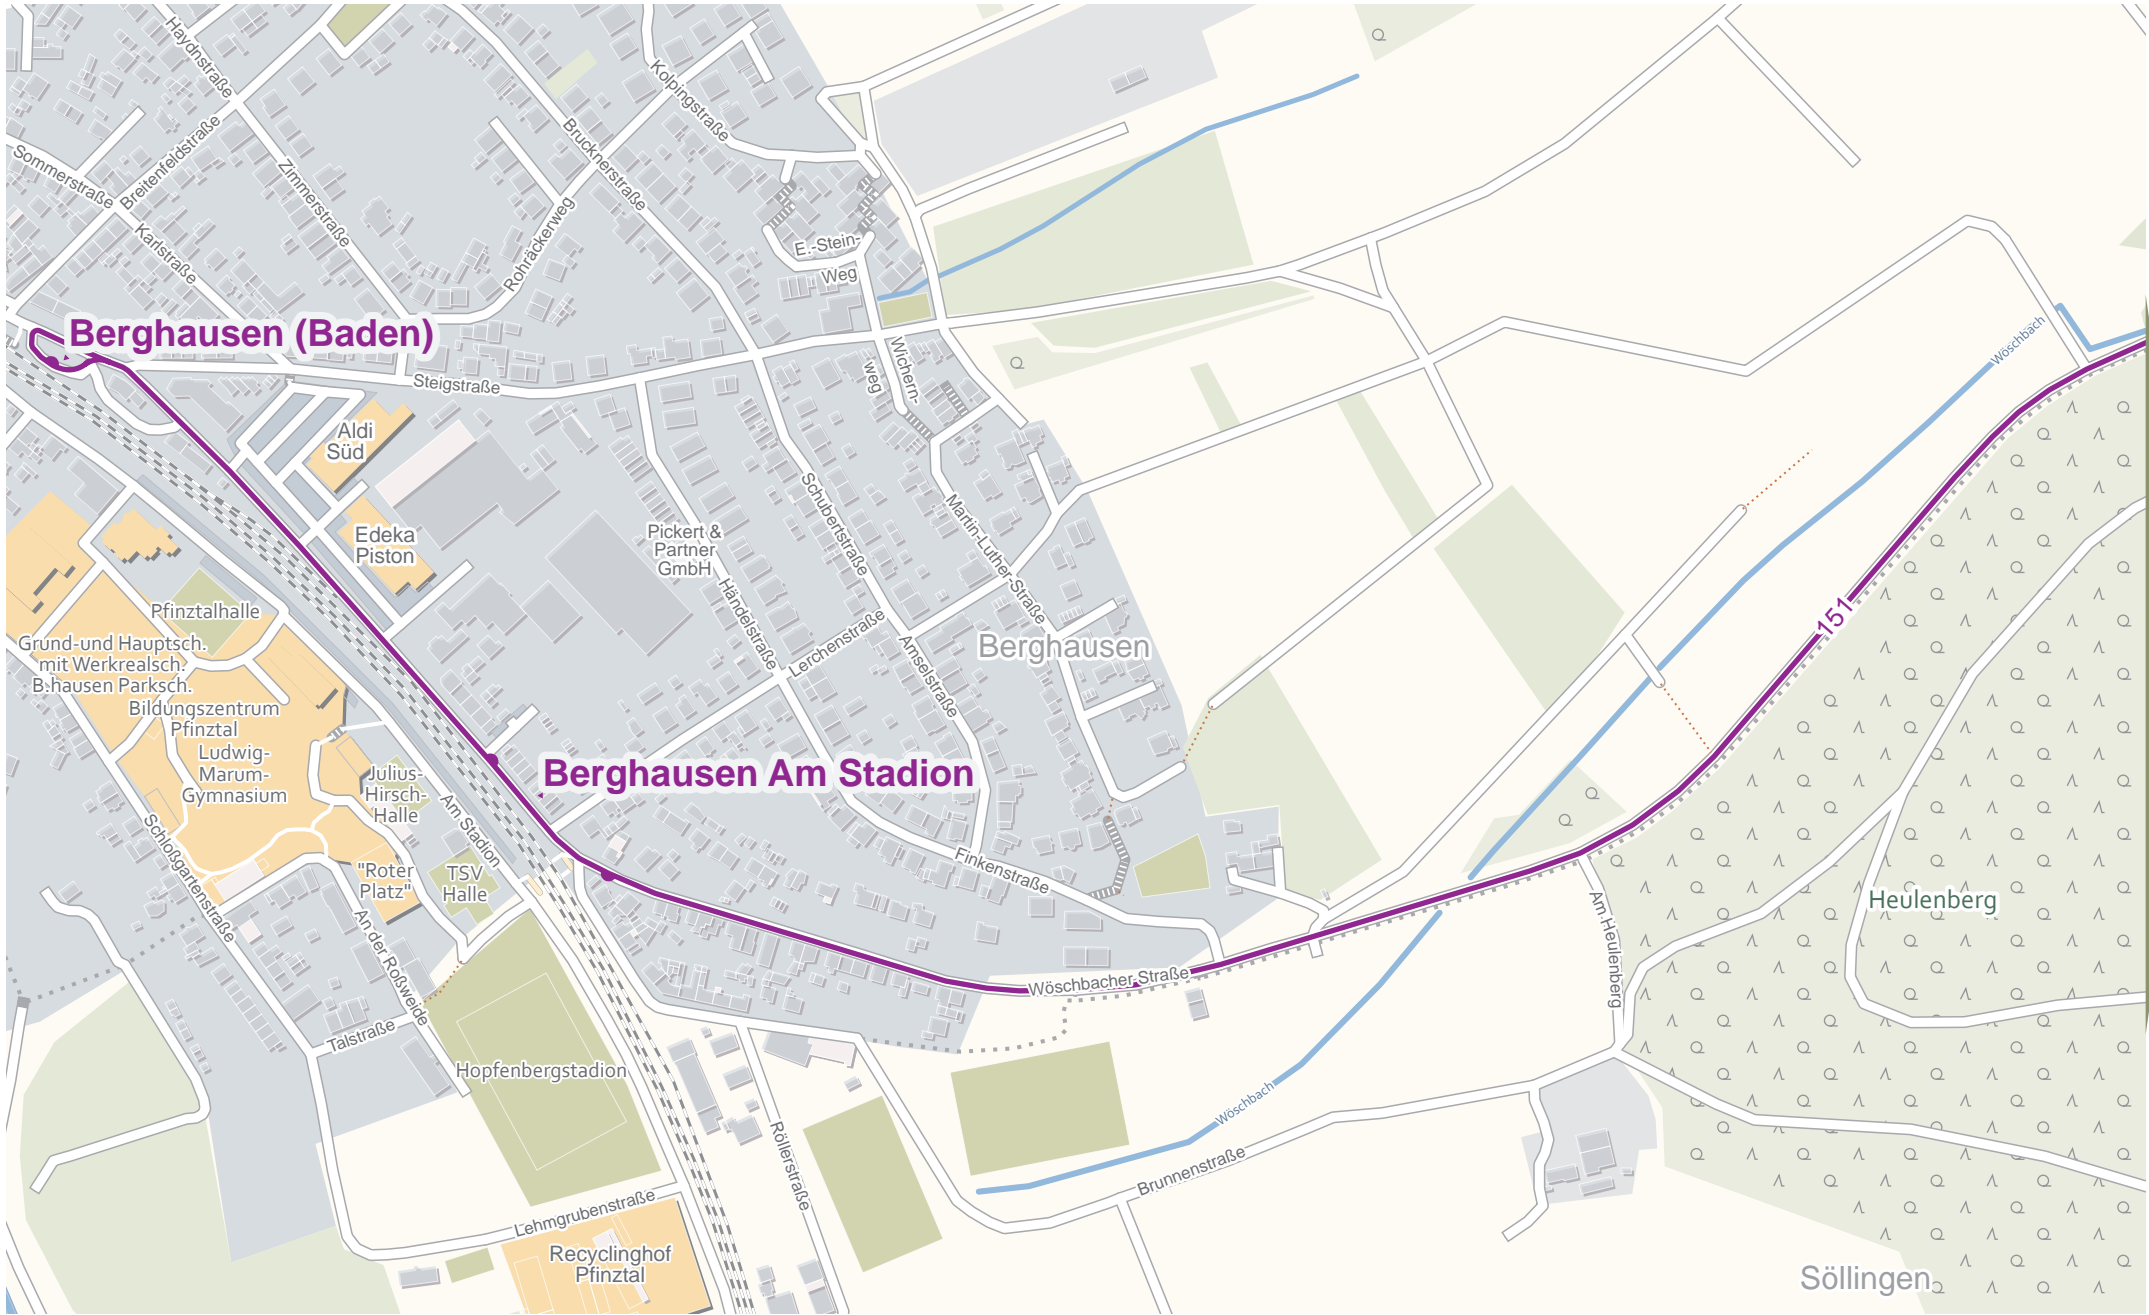 Haydnstraße
Kolpingstraße
Brucknerstraße
Sommerstraße
Breitenfeldstraße
Zimmerstraße
Karlstraße
Rohräckerweg
E.-Stein-
Weg
Berghausen (Baden)
Steigstraße
Wichern-
weg
Wöschbach
Aldi
Süd
Edeka
Piston
Pickert &
Partner
GmbH
Schubertstraße
Martin-Luther-Straße
Händelstraße
Lerchenstraße
Amselstraße
Berghausen
151
Pfinztalhalle
Grund-und Hauptsch.
mit Werkrealsch.
B.hausen Parksch.
Bildungszentrum
Pfinztal
Ludwig-
Marum-
Gymnasium
Julius-
Hirsch-
Halle
Berghausen Am Stadion
Am Stadion
Schloßgartenstraße
"Roter
Platz"
TSV
Halle
Finkenstraße
An der Roßweide
Wöschbacher Straße
Am Heulenberg
Heulenberg
Talstraße
Hopfenbergstadion
Wöschbach
Röllerstraße
Brunnenstraße
Lehmgrubenstraße
Recyclinghof
Pfinztal
Söllingen